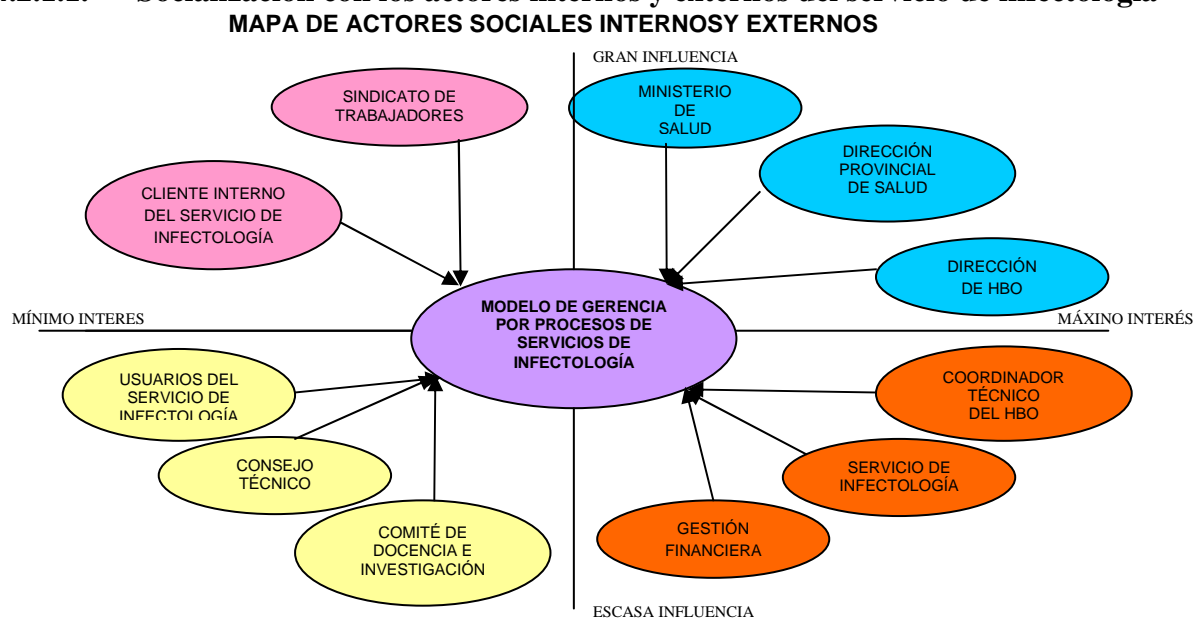 Socialización con los actores internos y externos del servicio de infectología
MAPA DE ACTORES SOCIALES INTERNOSY EXTERNOS
GRAN INFLUENCIA
SINDICATO DE
TRABAJADORES
MINISTERIO
DE
SALUD
DIRECCIÓN
PROVINCIAL
DE SALUD
CLIENTE INTERNO
DEL SERVICIO DE
INFECTOLOGÍA
DIRECCIÓN
DE HBO
MODELO DE GERENCIA
POR PROCESOS DE
SERVICIOS DE
INFECTOLOGÍA
MÍNIMO INTERES
MÁXINO INTERÉS
USUARIOS DEL
SERVICIO DE
INFECTOLOGÍA
COORDINADOR
TÉCNICO
DEL HBO
CONSEJO
TÉCNICO
SERVICIO DE
INFECTOLOGÍA
COMITÉ DE
DOCENCIA E
INVESTIGACIÓN
GESTIÓN
FINANCIERA
ESCASA INFLUENCIA